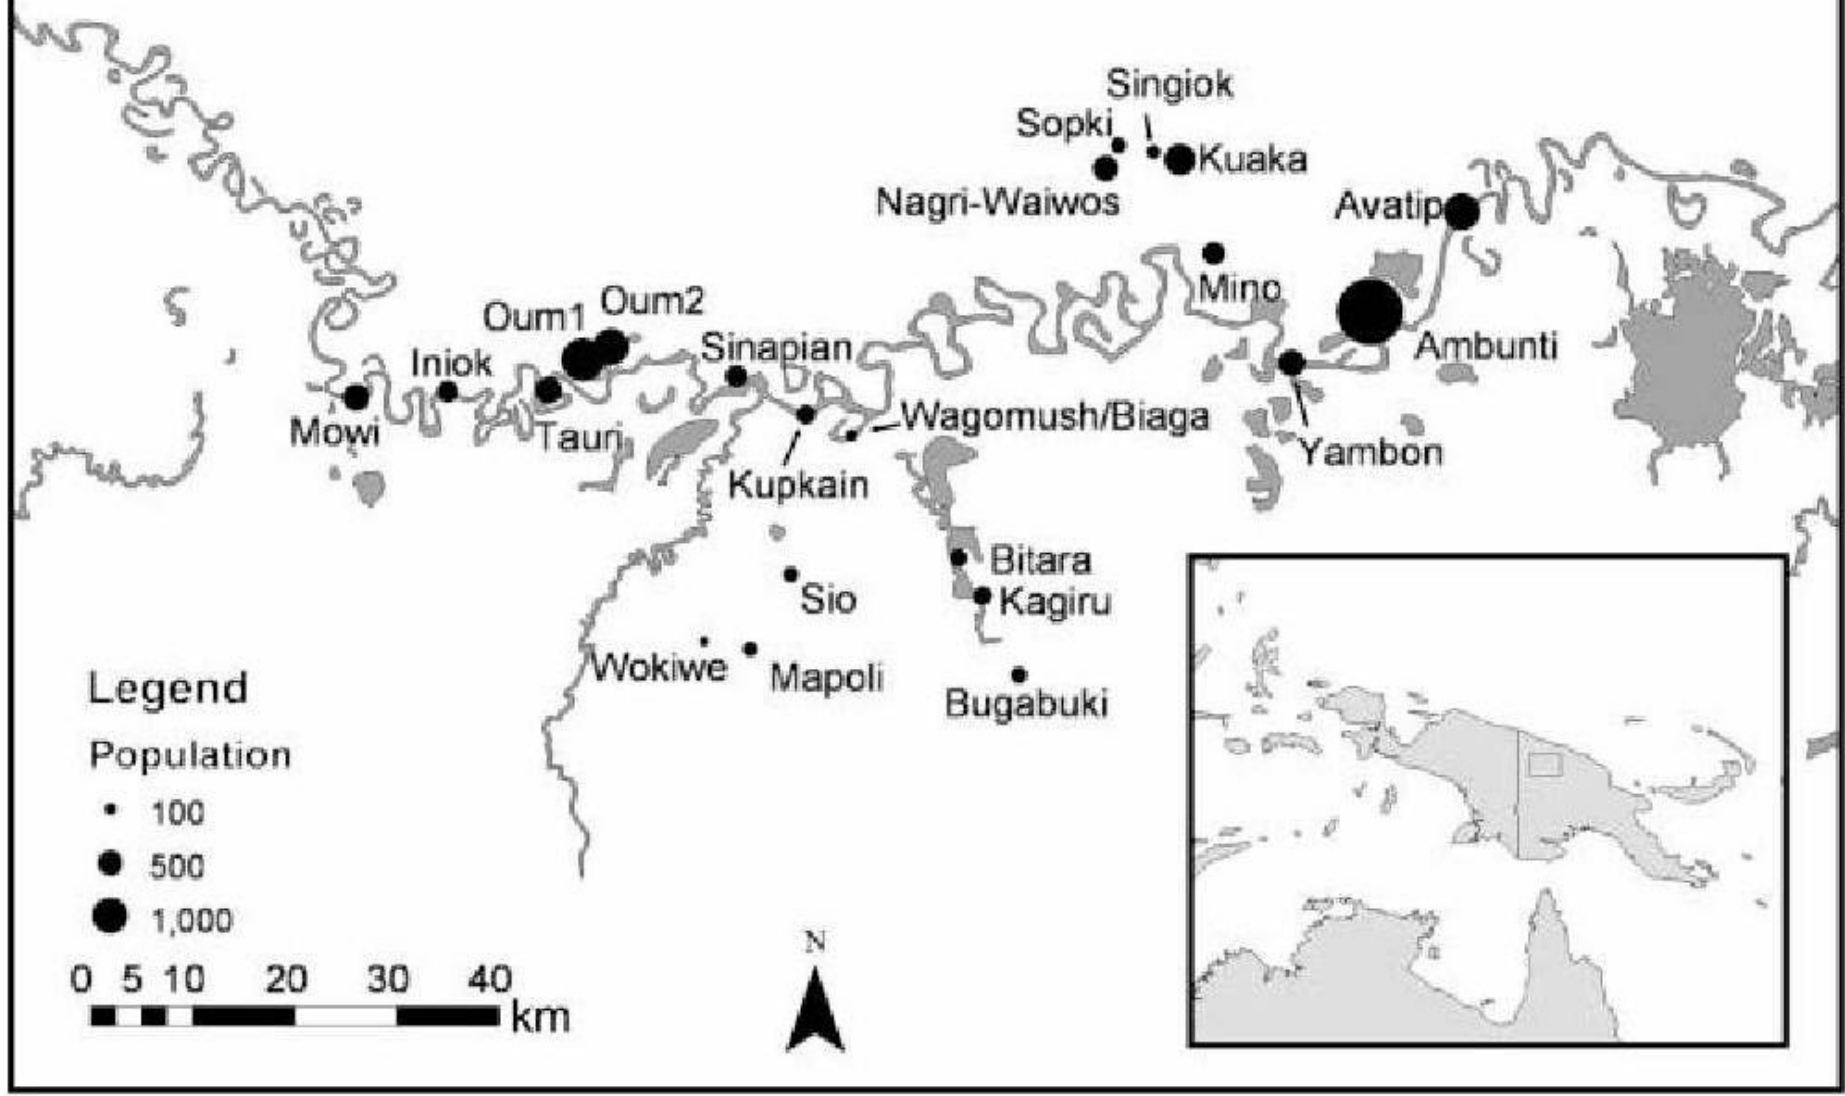 Singiok
Sopki
Kuaka
Nagri-Waiwos
Avatip
Mino
Oum1
Oum2
Sinapian
Iniok
Ambunti
Wagomush/Biaga
Mowi
Tauri
Yambon
Kupkain
Bitara
Sio
Kagiru
Wokiwe
Mapoli
Bugabuki
Legend
Population
100
500
1,000
N
0 5 10 20 30 40
km